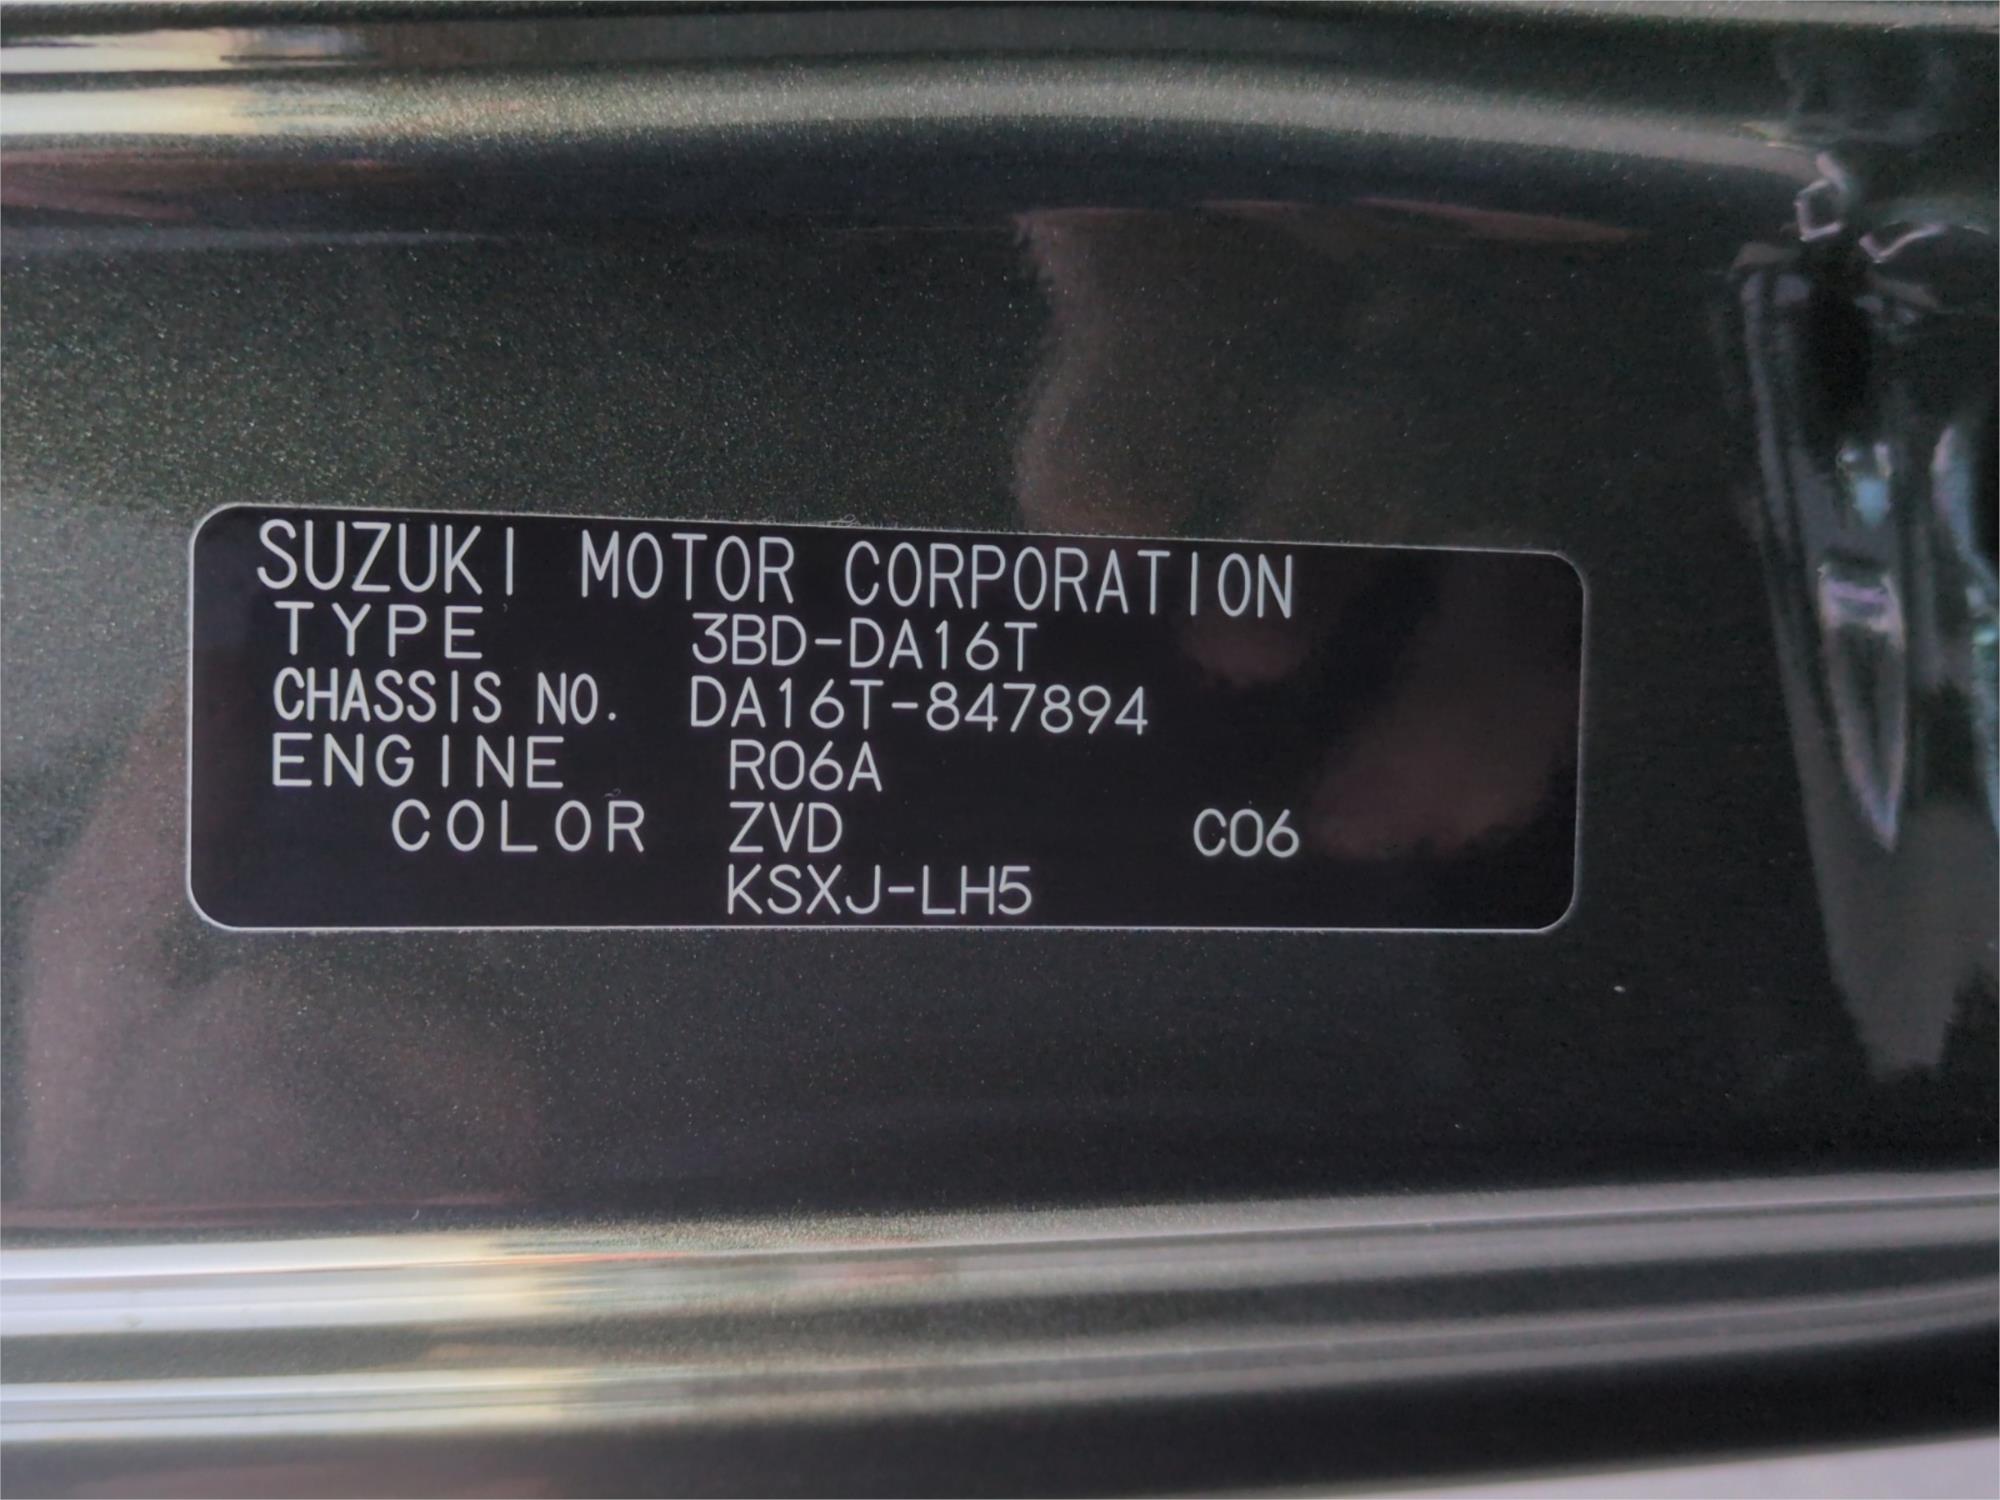 SUZUKI MOTOR CORPORATION
TYPE 3BD-DA16T
CHASSIS NO. DA16T-847894
ENGINE R06A
COLOR ZVD C06
KSXJ-LH5